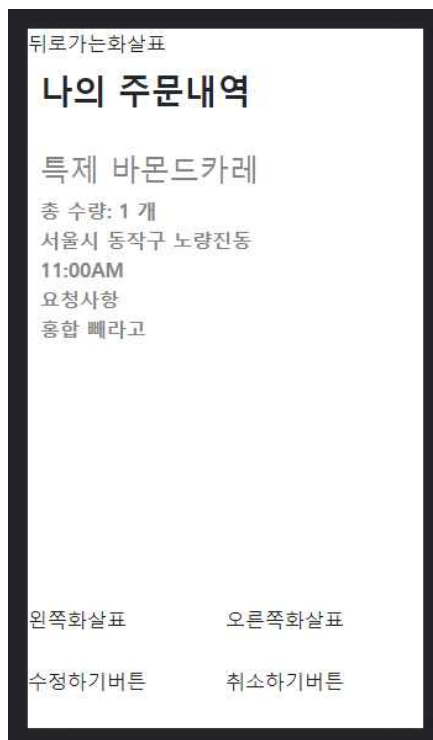 뒤로가는화살표
나의 주문내역
특제 바몬드카레
총 수량: 1 개
서울시 동작구 노량진동
11:00AM
요청사항
홍합 빼라고
왼쪽화살표 오른쪽화살표
수정하기버튼 취소하기버튼